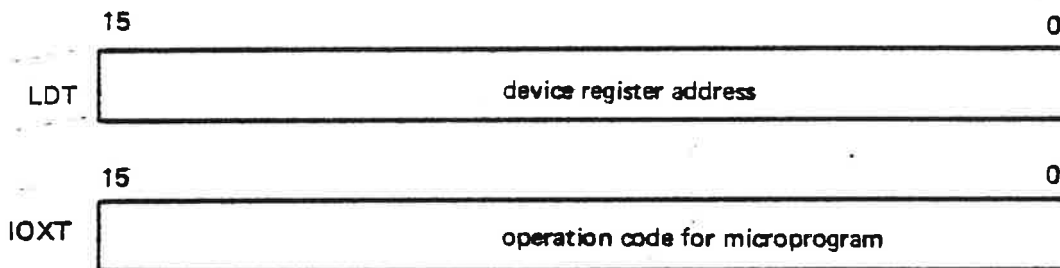 15 0
LDT device register address
15 0
IOXT operation code for microprogram